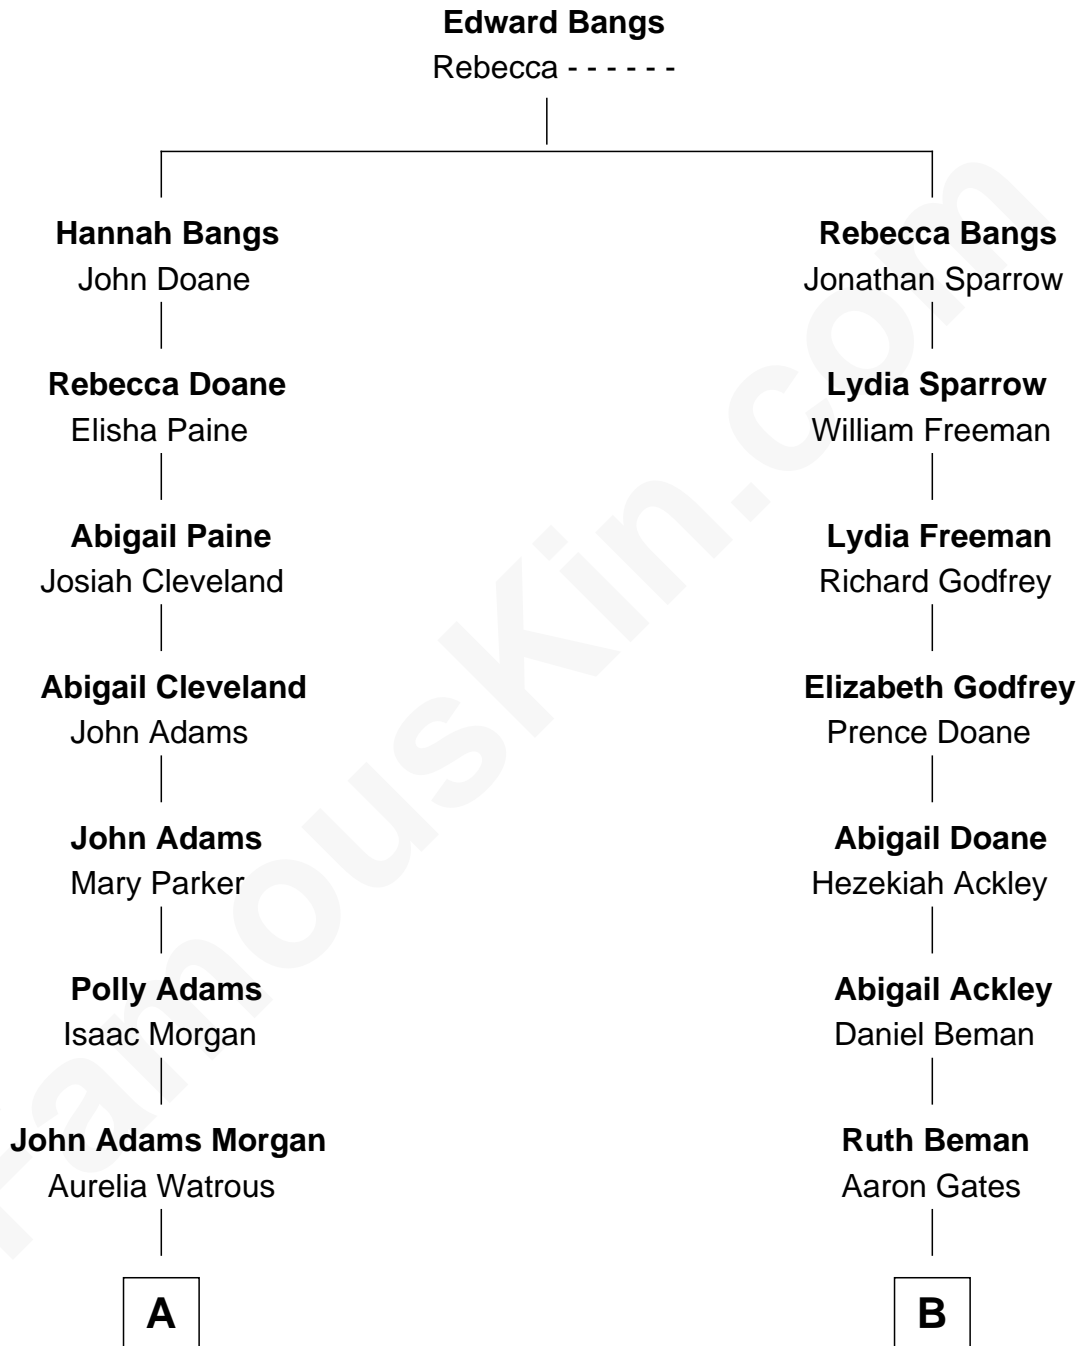 Edward Bangs
Rebecca - - - - - -
Hannah Bangs
John Doane
Rebecca Doane
Elisha Paine
Abigail Paine
Josiah Cleveland
Abigail Cleveland
John Adams
John Adams
Mary Parker
Polly Adams
Isaac Morgan
John Adams Morgan
Aurelia Watrous
A
Rebecca Bangs
Jonathan Sparrow
Lydia Sparrow
William Freeman
Lydia Freeman
Richard Godfrey
Elizabeth Godfrey
Prence Doane
Abigail Doane
Hezekiah Ackley
Abigail Ackley
Daniel Beman
Ruth Beman
Aaron Gates
B
FamousKin.com